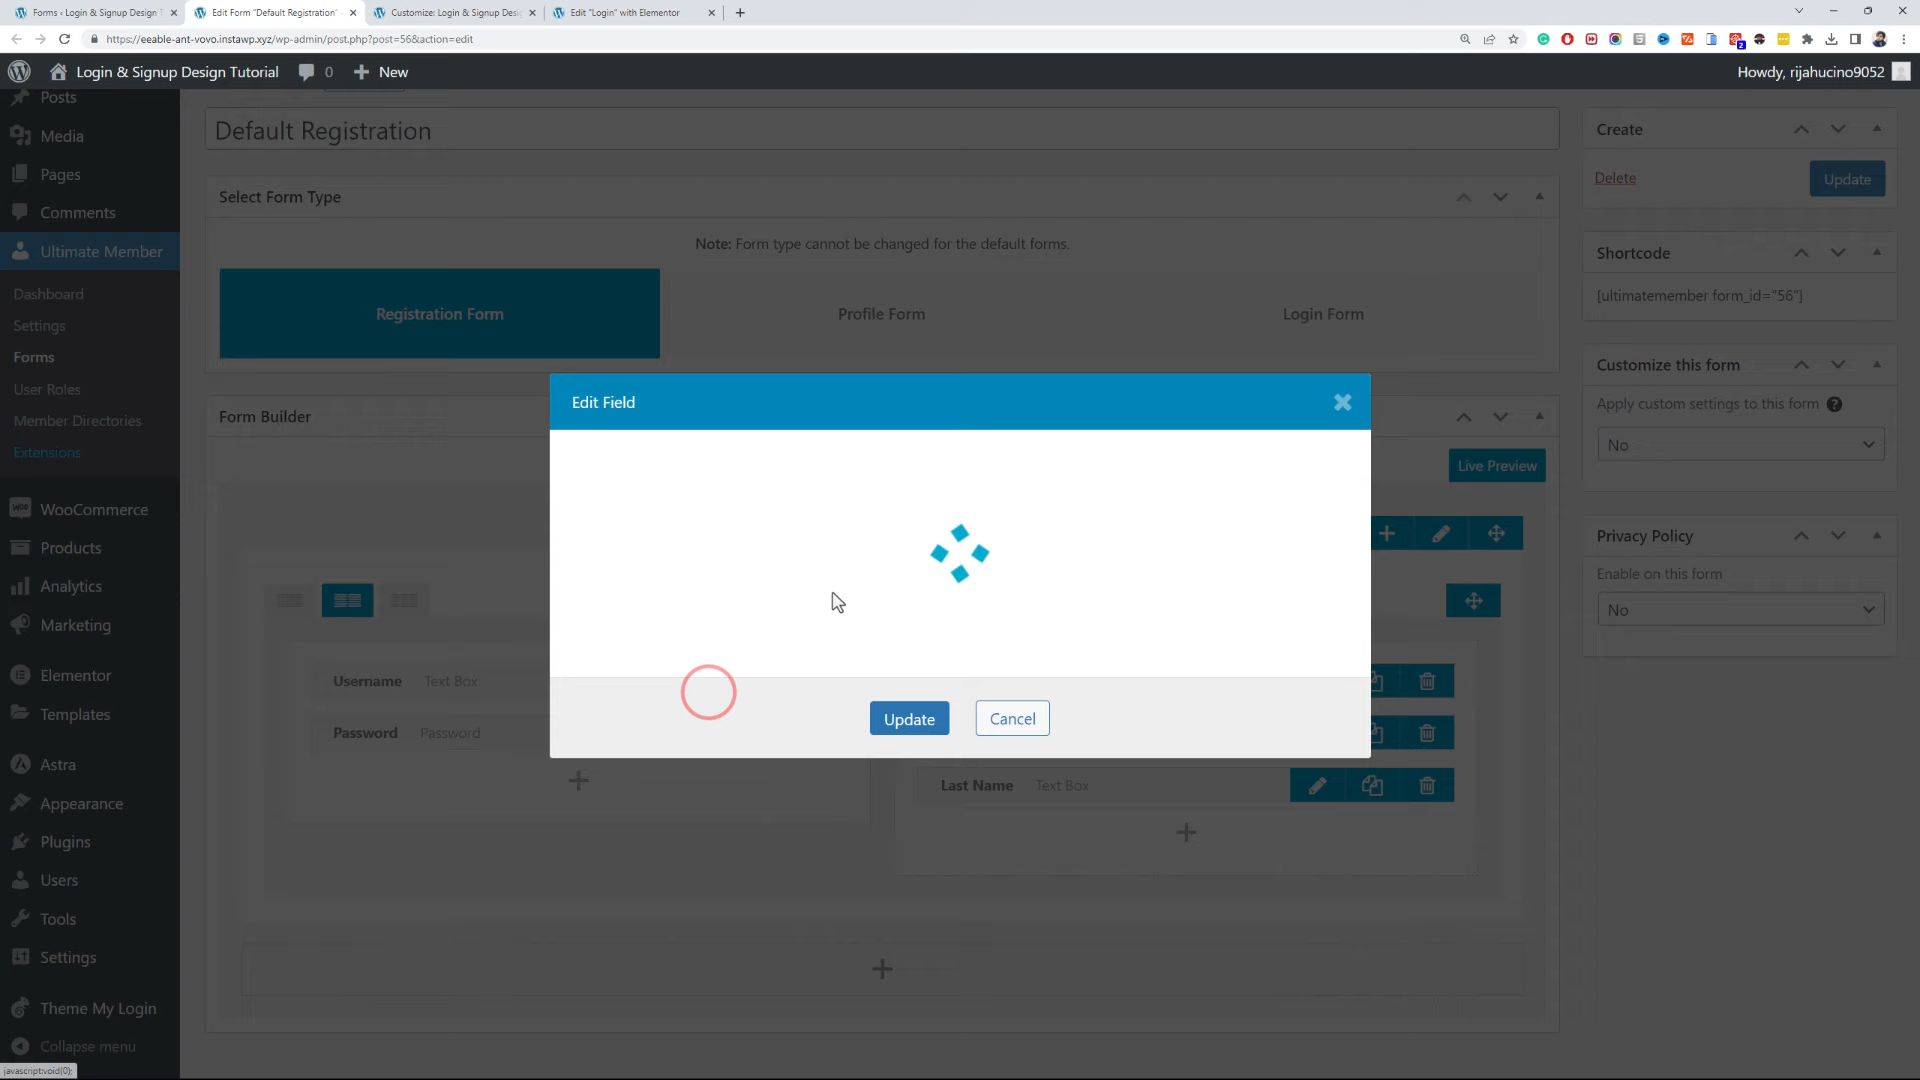 Forms ‹ Login & Signup Design T
Edit Form "Default Registration"
Customize: Login & Signup Desi
Edit "Login" with Elementor
https://eeable-ant-vovo.instawp.xyz/wp-admin/post.php?post=56&action=edit
2
Login & Signup Design Tutorial
0
New
Howdy, rijahucino9052
Posts
Media
Pages
Comments
Ultimate Member
Dashboard
Settings
Forms
User Roles
Member Directories
Extensions
WooCommerce
Products
Analytics
Marketing
Elementor
Templates
Astra
Appearance
Plugins
Users
Tools
Settings
Theme My Login
Collapse menu
javascript:void(0);
Default Registration
Select Form Type
Note: Form type cannot be changed for the default forms.
Registration Form
Profile Form
Login Form
Form Builder
Live Preview
Edit Field
Update
Cancel
Username Text Box
Password Password
Last Name Text Box
Create
Delete
Update
Shortcode
[ultimatemember form_id="56"]
Customize this form
Apply custom settings to this form
No
Privacy Policy
Enable on this form
No